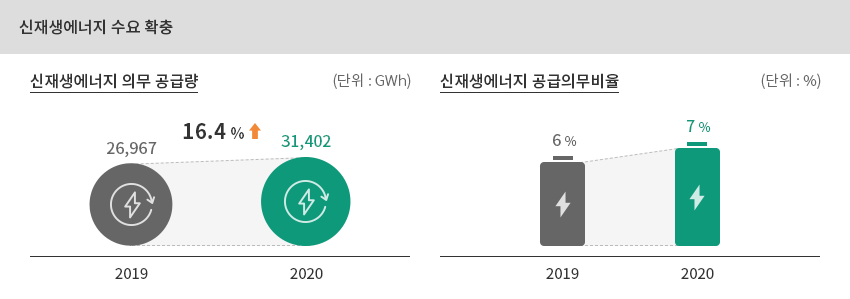 신재생에너지 수요 확충
신재생에너지 의무 공급량
(단위 : GWh)
16.4 %
26,967
31,402
2019
2020
신재생에너지 공급의무비율
(단위 : %)
6 %
7 %
2019
2020